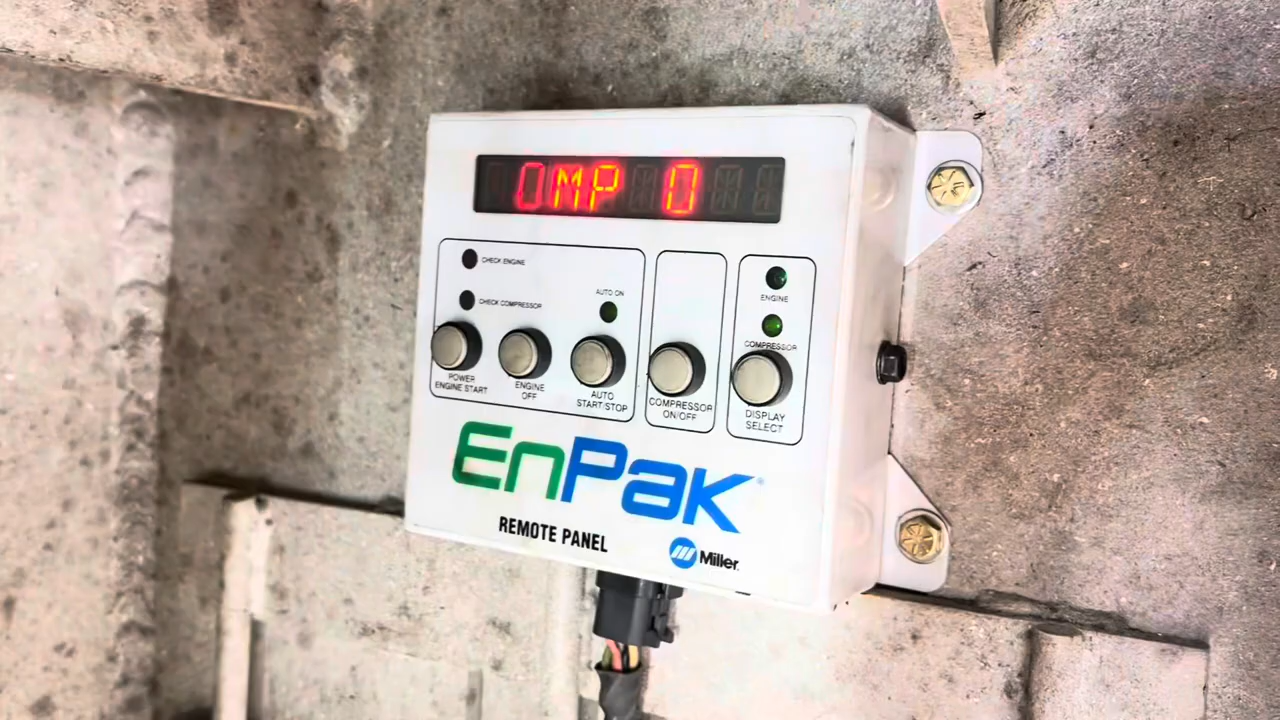 OMP 0
CHECK ENGINE
CHECK COMPRESSOR
AUTO ON
ENGINE
COMPRESSOR
POWER
ENGINE START
ENGINE
OFF
AUTO
START/STOP
COMPRESSOR
ON/OFF
DISPLAY
SELECT
EnPak®
REMOTE PANEL
Miller.